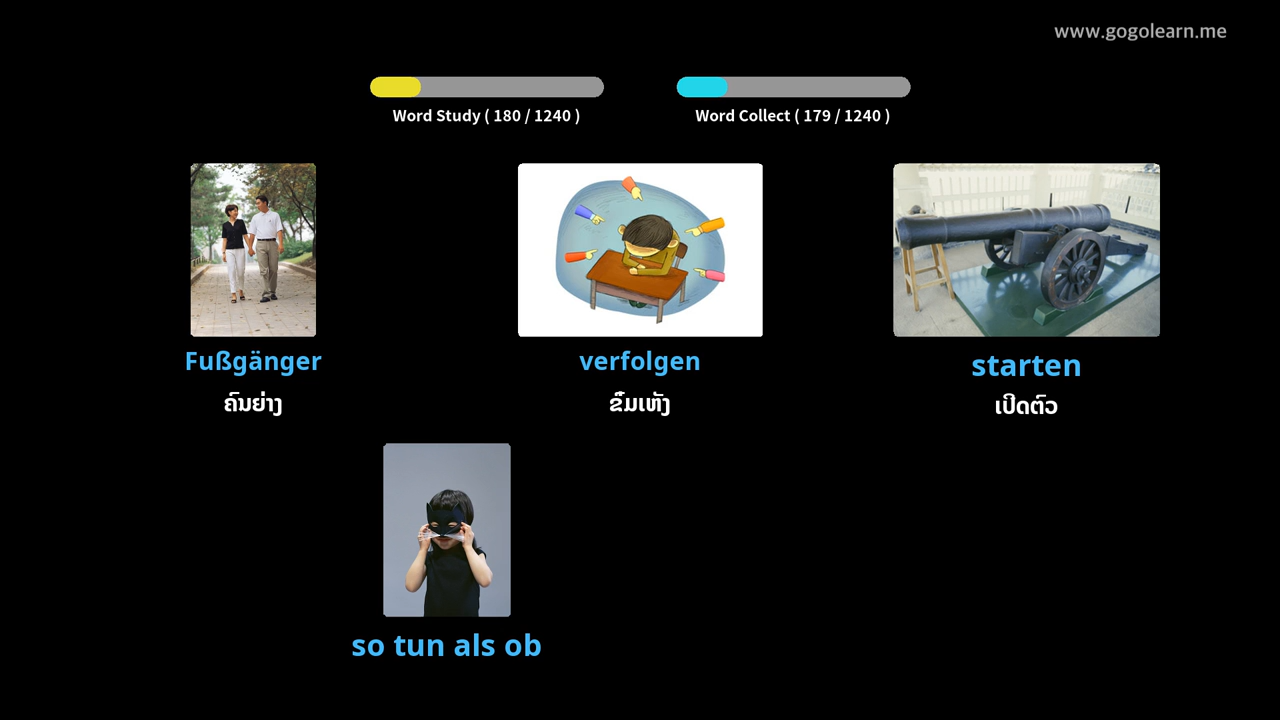 www.gogolearn.me
Word Study ( 180 / 1240 )
Word Collect ( 179 / 1240 )
Fußgänger
verfolgen
starten
ຄົນຍ່າງ
ຂົ່ມເຫັງ
ເປີດຕົວ
so tun als ob